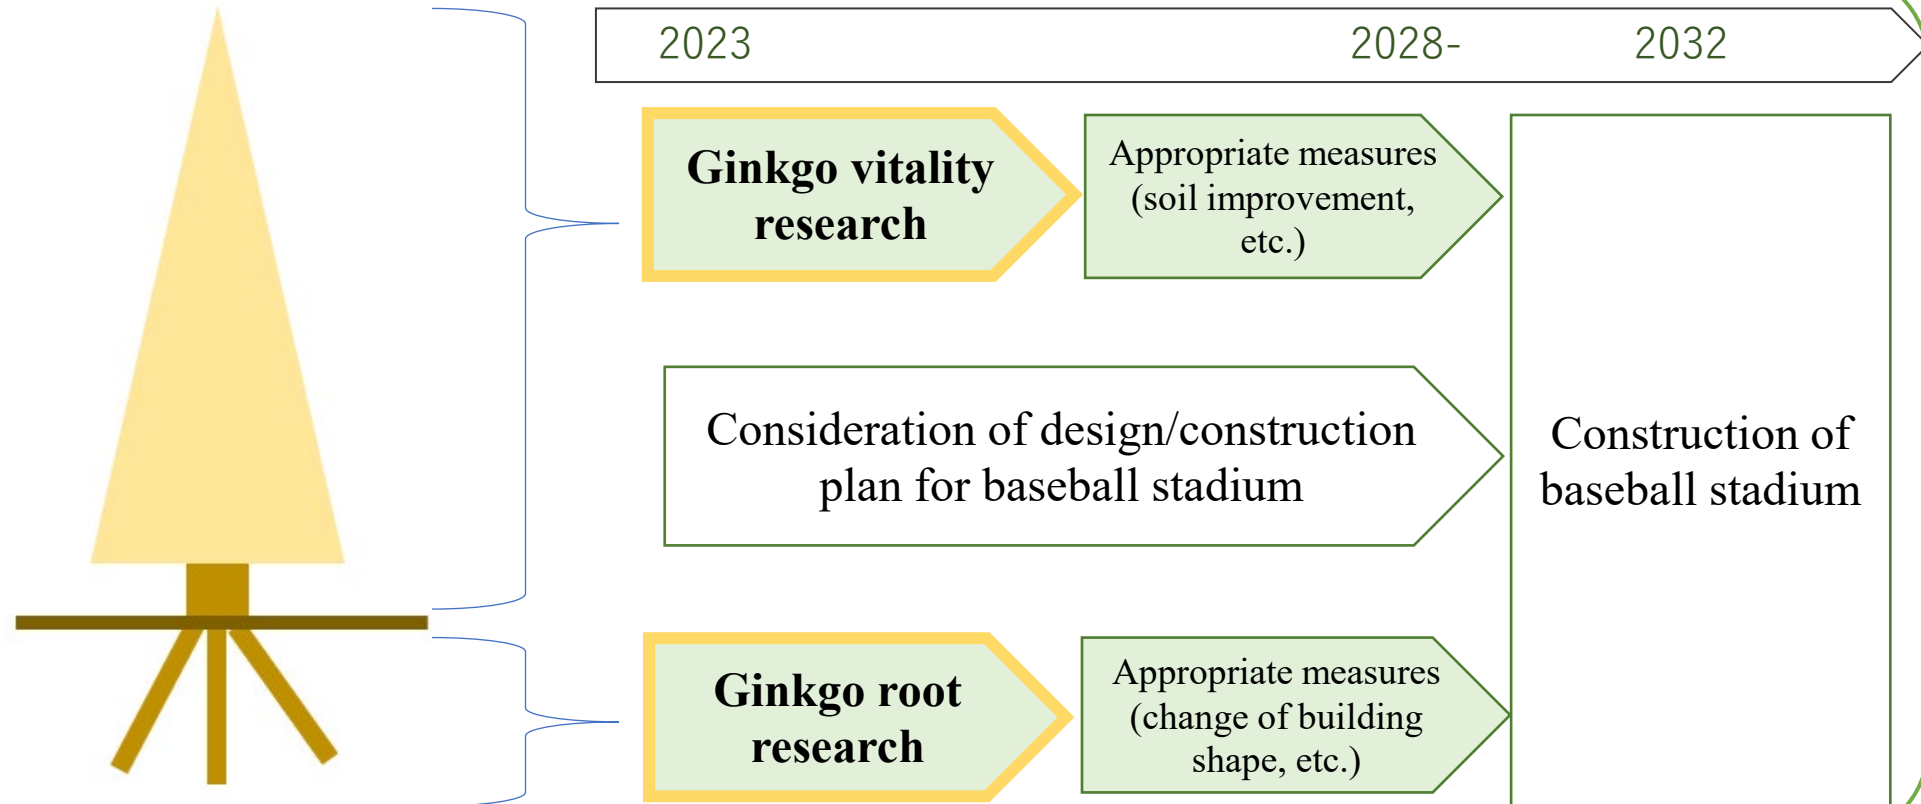 2023
2028-
2032
Ginkgo vitality
research
Appropriate measures
(soil improvement,
etc.)
Consideration of design/construction
plan for baseball stadium
Construction of
baseball stadium
Ginkgo root
research
Appropriate measures
(change of building
shape, etc.)